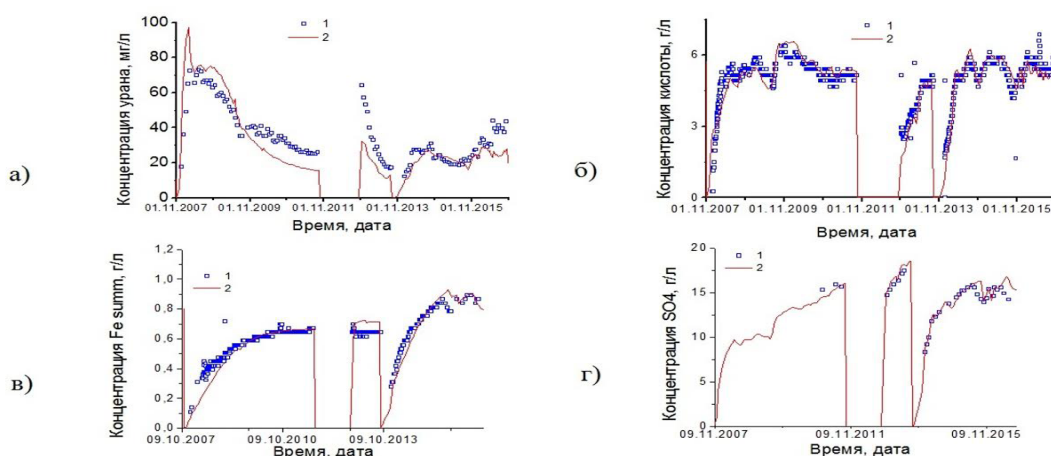 а)
Концентрация урана, мг/л
100
80
60
40
20
0
1
2
01.11.2007 01.11.2009 01.11.2011 01.11.2013 01.11.2015
Время, дата
б)
Концентрация кислоты, г/л
6
3
0
1
2
01.11.2007 01.11.2009 01.11.2011 01.11.2013 01.11.2015
Время, дата
в)
Концентрация Fe summ, г/л
1,2
1,0
0,8
0,6
0,4
0,2
0,0
1
2
09.10.2007 09.10.2010 09.10.2013
Время, дата
г)
Концентрация SO4, г/л
20
15
10
5
0
1
2
09.11.2007 09.11.2011 09.11.2015
Время, дата